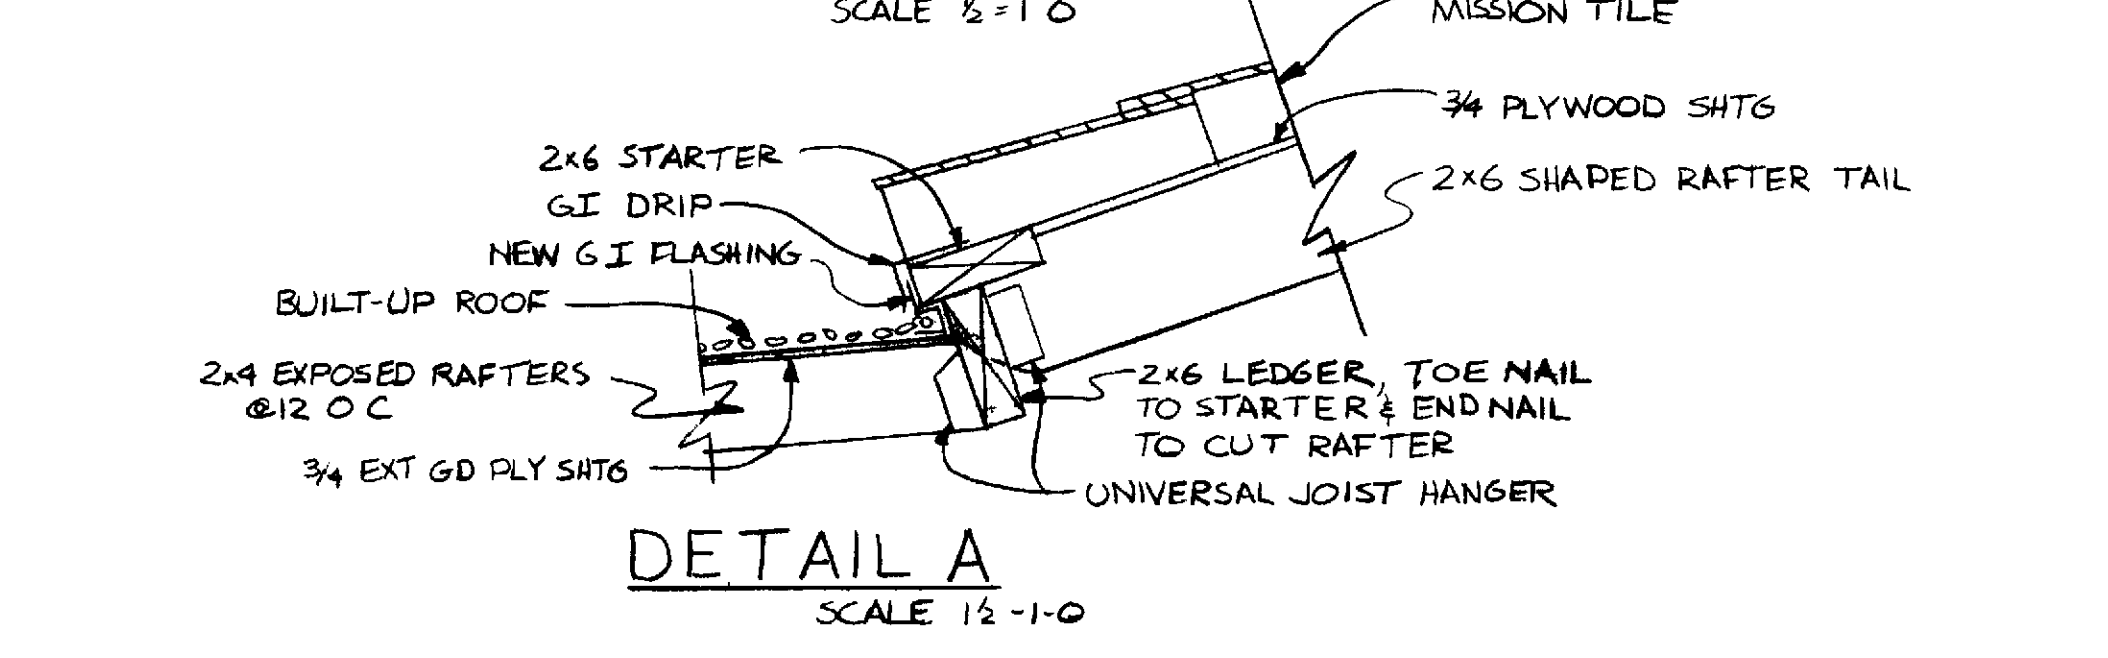 SCALE ½=1 0
MISSION TILE
3/4 PLYWOOD SHTG
2x6 STARTER
2x6 SHAPED RAFTER TAIL
GI DRIP
NEW G I FLASHING
BUILT-UP ROOF
2x4 EXPOSED RAFTERS
@12 O C
2x6 LEDGER, TOE NAIL
TO STARTER & END NAIL
TO CUT RAFTER
3/4 EXT GD PLY SHTG
UNIVERSAL JOIST HANGER
DETAIL A
SCALE 1½ -1-0